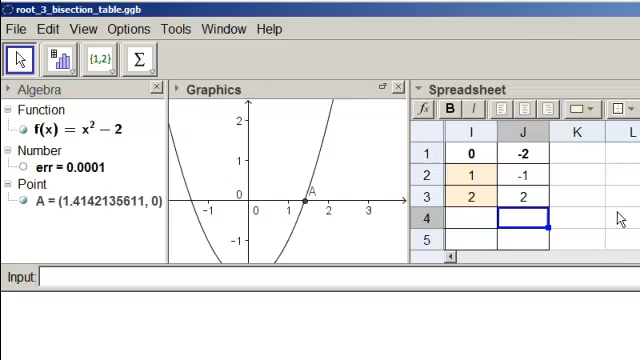 root_3_bisection_table.ggb
File Edit View Options Tools Window Help
{1,2} Σ
Algebra
Function
f(x) = x² − 2
Number
err = 0.0001
Point
A = (1.4142135611, 0)
Graphics
2
1
0
-1
-1 0 1 2 3
A
Spreadsheet
fx B I
I J K L
1 0 -2
2 1 -1
3 2 2
4
5
Input: